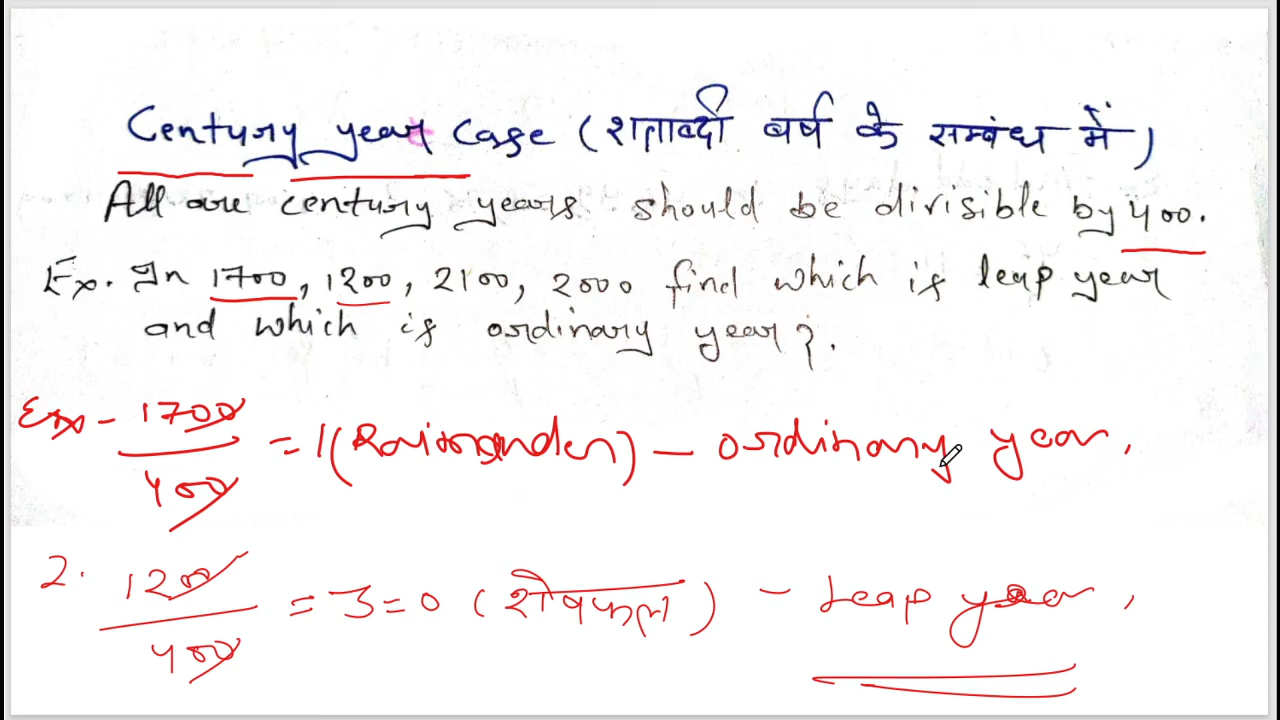 Century year Case (शताब्दी वर्ष के सम्बंध में)
All are century years should be divisible by 400.
Ex. In 1700, 1200, 2100, 2000 find which is leap year
and which is ordinary year?.
Ex - 1700/400 = 1 (Raimander) - ordinary year,
2. 1200/400 = 3 = 0 () - Leap year,